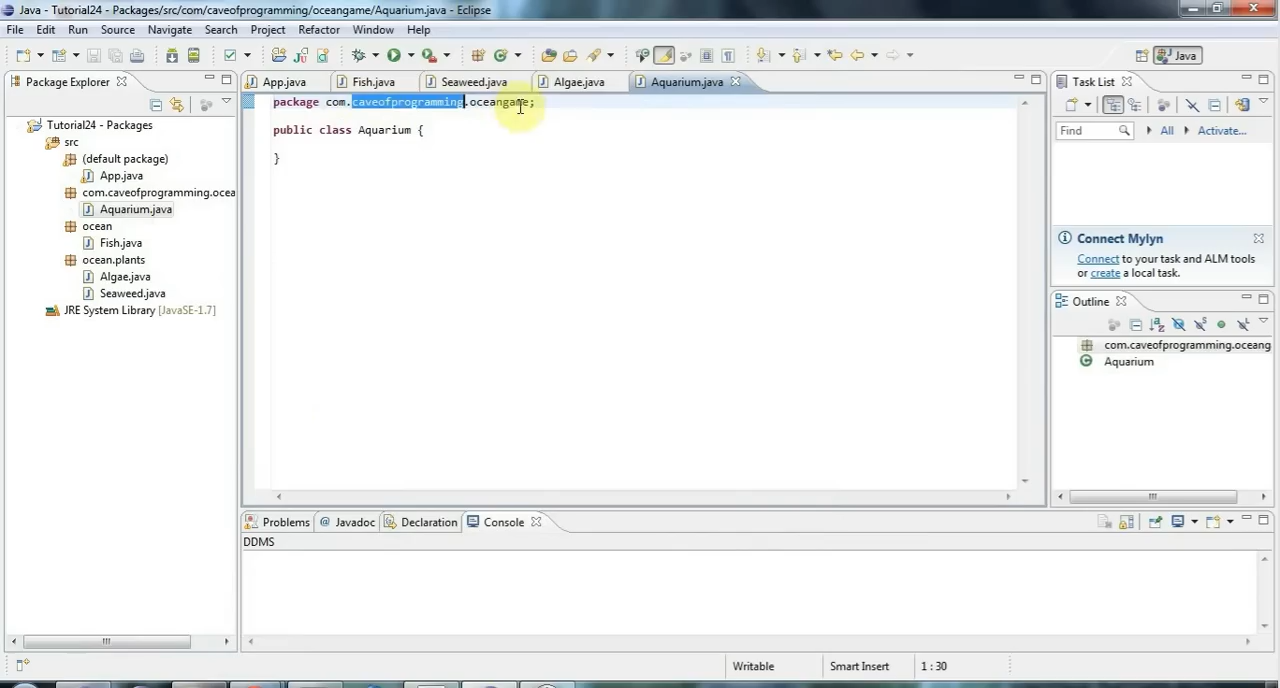 Java - Tutorial24 - Packages/src/com/caveofprogramming/oceangame/Aquarium.java - Eclipse
File Edit Run Source Navigate Search Project Refactor Window Help
Java
Package Explorer
App.java Fish.java Seaweed.java Algae.java Aquarium.java
Task List
package com.caveofprogramming.oceangame;
Tutorial24 - Packages
public class Aquarium {
Find All Activate...
src
(default package)
}
App.java
com.caveofprogramming.ocea
Aquarium.java
ocean
Connect Mylyn
Fish.java
Connect to your task and ALM tools
ocean.plants
or create a local task.
Algae.java
Seaweed.java
Outline
JRE System Library [JavaSE-1.7]
com.caveofprogramming.oceang
Aquarium
Problems @ Javadoc Declaration Console
DDMS
Writable Smart Insert 1 : 30